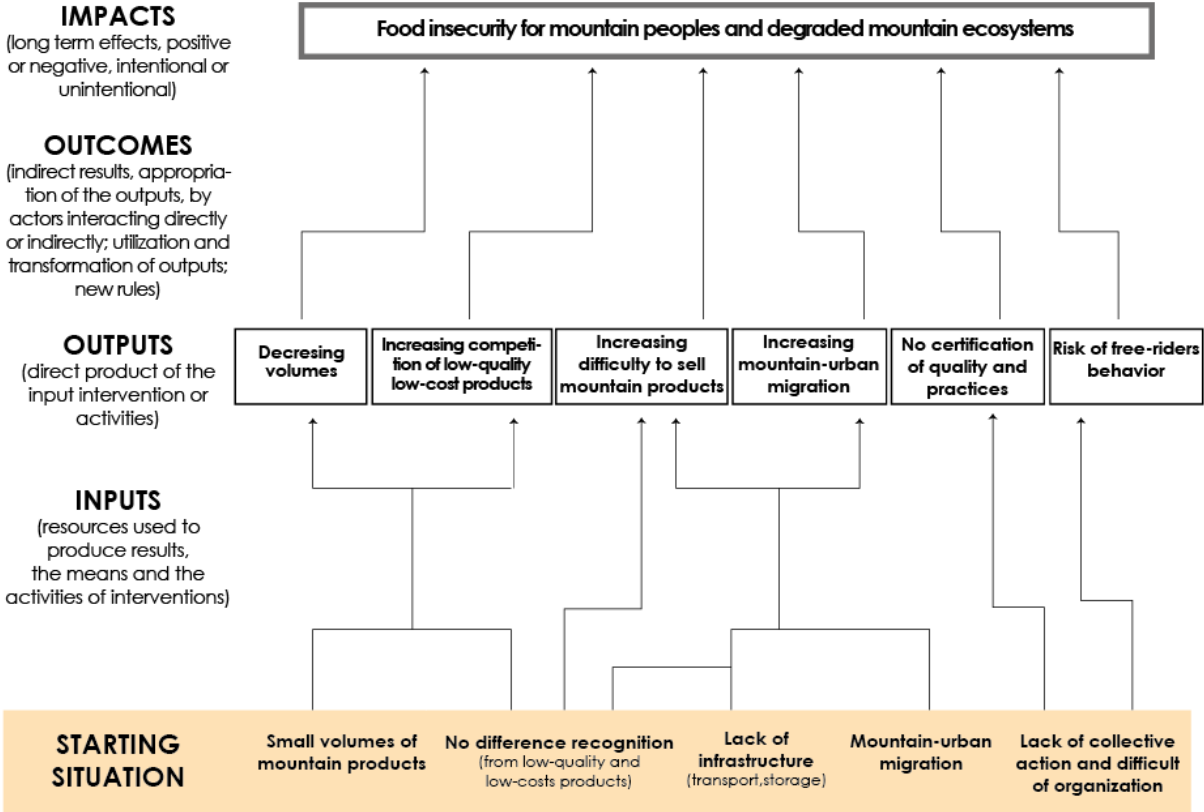 IMPACTS
(long term effects, positive
or negative, intentional or
unintentional)
Food insecurity for mountain peoples and degraded mountain ecosystems
OUTCOMES
(indirect results, appropria-
tion of the outputs, by
actors interacting directly
or indirectly; utilization and
transformation of outputs;
new rules)
OUTPUTS
(direct product of the
input intervention or
activities)
Decresing
volumes
Increasing competi-
tion of low-quality
low-cost products
Increasing
difficulty to sell
mountain products
Increasing
mountain-urban
migration
No certification
of quality and
practices
Risk of free-riders
behavior
INPUTS
(resources used to
produce results,
the means and the
activities of interventions)
STARTING
SITUATION
Small volumes of
mountain products
No difference recognition
(from low-quality and
low-costs products)
Lack of
infrastructure
(transport,storage)
Mountain-urban
migration
Lack of collective
action and difficult
of organization